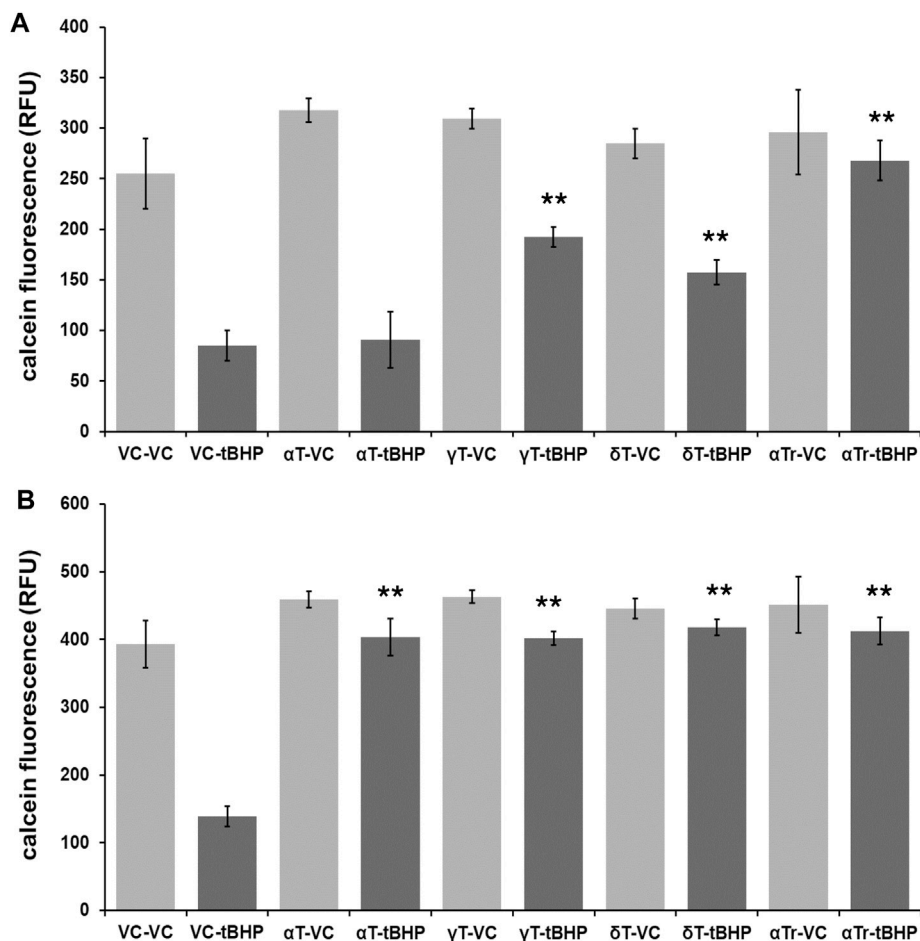 A
calcein fluorescence (RFU)
400
350
300
250
200
150
100
50
0
** ** **
VC-VC VC-tBHP αT-VC αT-tBHP γT-VC γT-tBHP δT-VC δT-tBHP αTr-VC αTr-tBHP
B
calcein fluorescence (RFU)
600
500
400
300
200
100
0
** ** ** **
VC-VC VC-tBHP αT-VC αT-tBHP γT-VC γT-tBHP δT-VC δT-tBHP αTr-VC αTr-tBHP